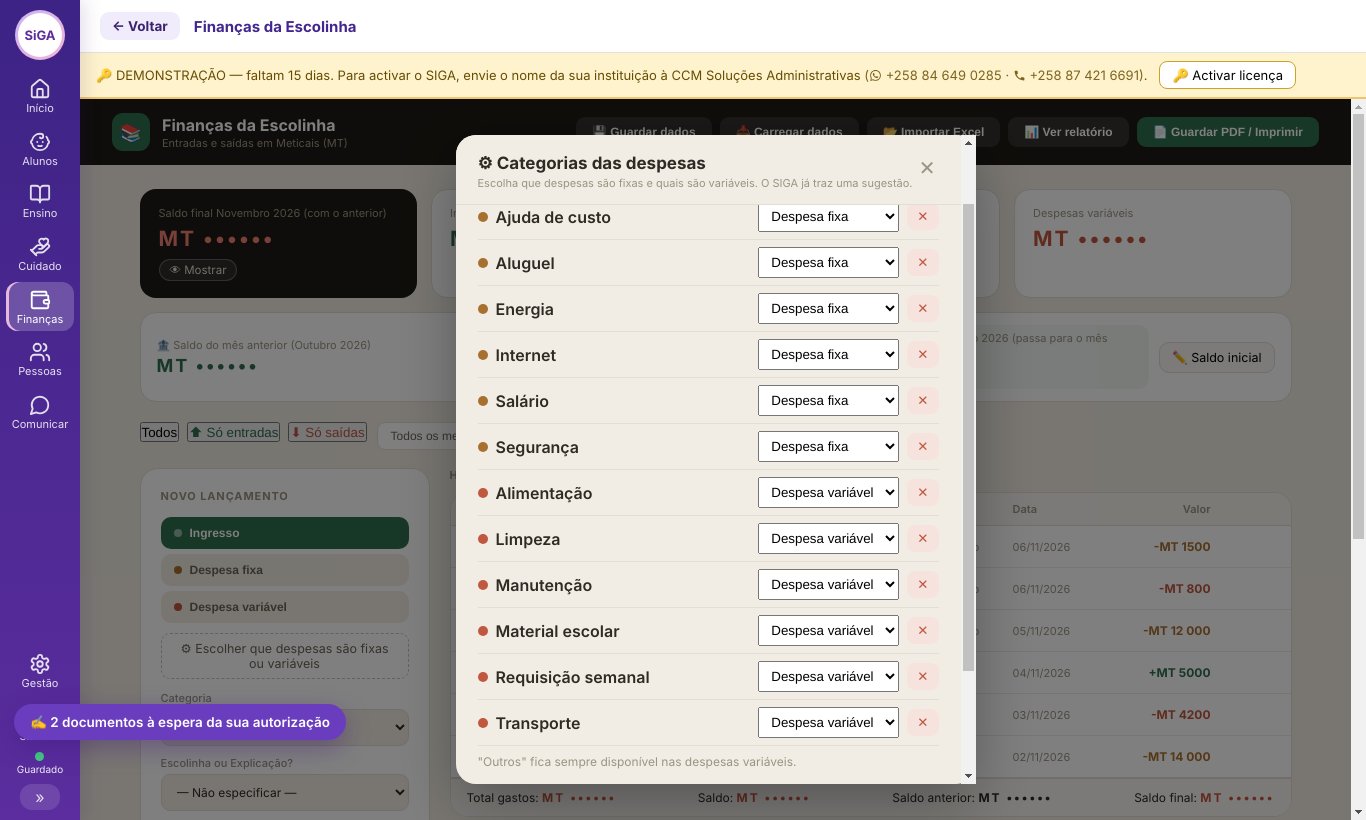 SiGA
← Voltar
Finanças da Escolinha
🔑 DEMONSTRAÇÃO — faltam 15 dias. Para activar o SIGA, envie o nome da sua instituição à CCM Soluções Administrativas ( +258 84 649 0285 · 📞 +258 87 421 6691).
🔑 Activar licença
Início
Alunos
Ensino
Cuidado
Finanças
Pessoas
Comunicar
Gestão
✍️ 2 documentos à espera da sua autorização
Guardado
»
Finanças da Escolinha
Entradas e saídas em Meticais (MT)
💾 Guardar dados
📥 Carregar dados
📂 Importar Excel
📊 Ver relatório
📄 Guardar PDF / Imprimir
Saldo final Novembro 2026 (com o anterior)
MT ••••••
👁 Mostrar
Despesas variáveis
MT ••••••
🏦 Saldo do mês anterior (Outubro 2026)
MT ••••••
2026 (passa para o mês
✏️ Saldo inicial
Todos
⬆ Só entradas
⬇ Só saídas
Todos os
NOVO LANÇAMENTO
Ingresso
Despesa fixa
Despesa variável
⚙ Escolher que despesas são fixas
ou variáveis
Categoria
Escolinha ou Explicação?
— Não especificar —
⚙ Categorias das despesas
✕
Escolha que despesas são fixas e quais são variáveis. O SIGA já traz uma sugestão.
Ajuda de custo Despesa fixa ✕
Aluguel Despesa fixa ✕
Energia Despesa fixa ✕
Internet Despesa fixa ✕
Salário Despesa fixa ✕
Segurança Despesa fixa ✕
Alimentação Despesa variável ✕
Limpeza Despesa variável ✕
Manutenção Despesa variável ✕
Material escolar Despesa variável ✕
Requisição semanal Despesa variável ✕
Transporte Despesa variável ✕
"Outros" fica sempre disponível nas despesas variáveis.
Data Valor
06/11/2026 -MT 1500
06/11/2026 -MT 800
05/11/2026 -MT 12 000
04/11/2026 +MT 5000
03/11/2026 -MT 4200
02/11/2026 -MT 14 000
Total gastos: MT •••••• Saldo: MT •••••• Saldo anterior: MT •••••• Saldo final: MT ••••••